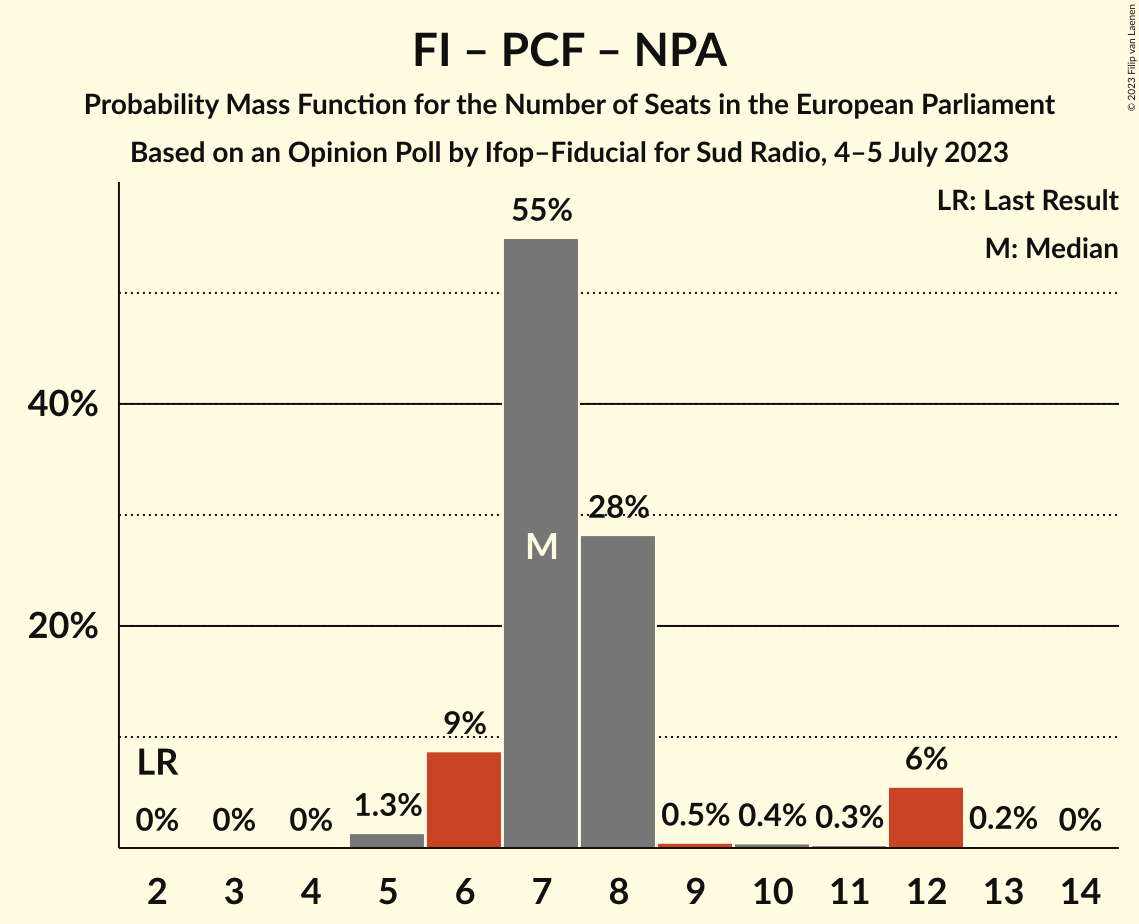 FI – PCF – NPA
Probability Mass Function for the Number of Seats in the European Parliament
Based on an Opinion Poll by Ifop–Fiducial for Sud Radio, 4–5 July 2023
© 2023 Filip van Laenen
LR: Last Result
M: Median
55%
40%
28%
M
20%
9%
LR
6%
0% 0% 0% 1.3% 0.5% 0.4% 0.3% 0.2% 0%
2 3 4 5 6 7 8 9 10 11 12 13 14